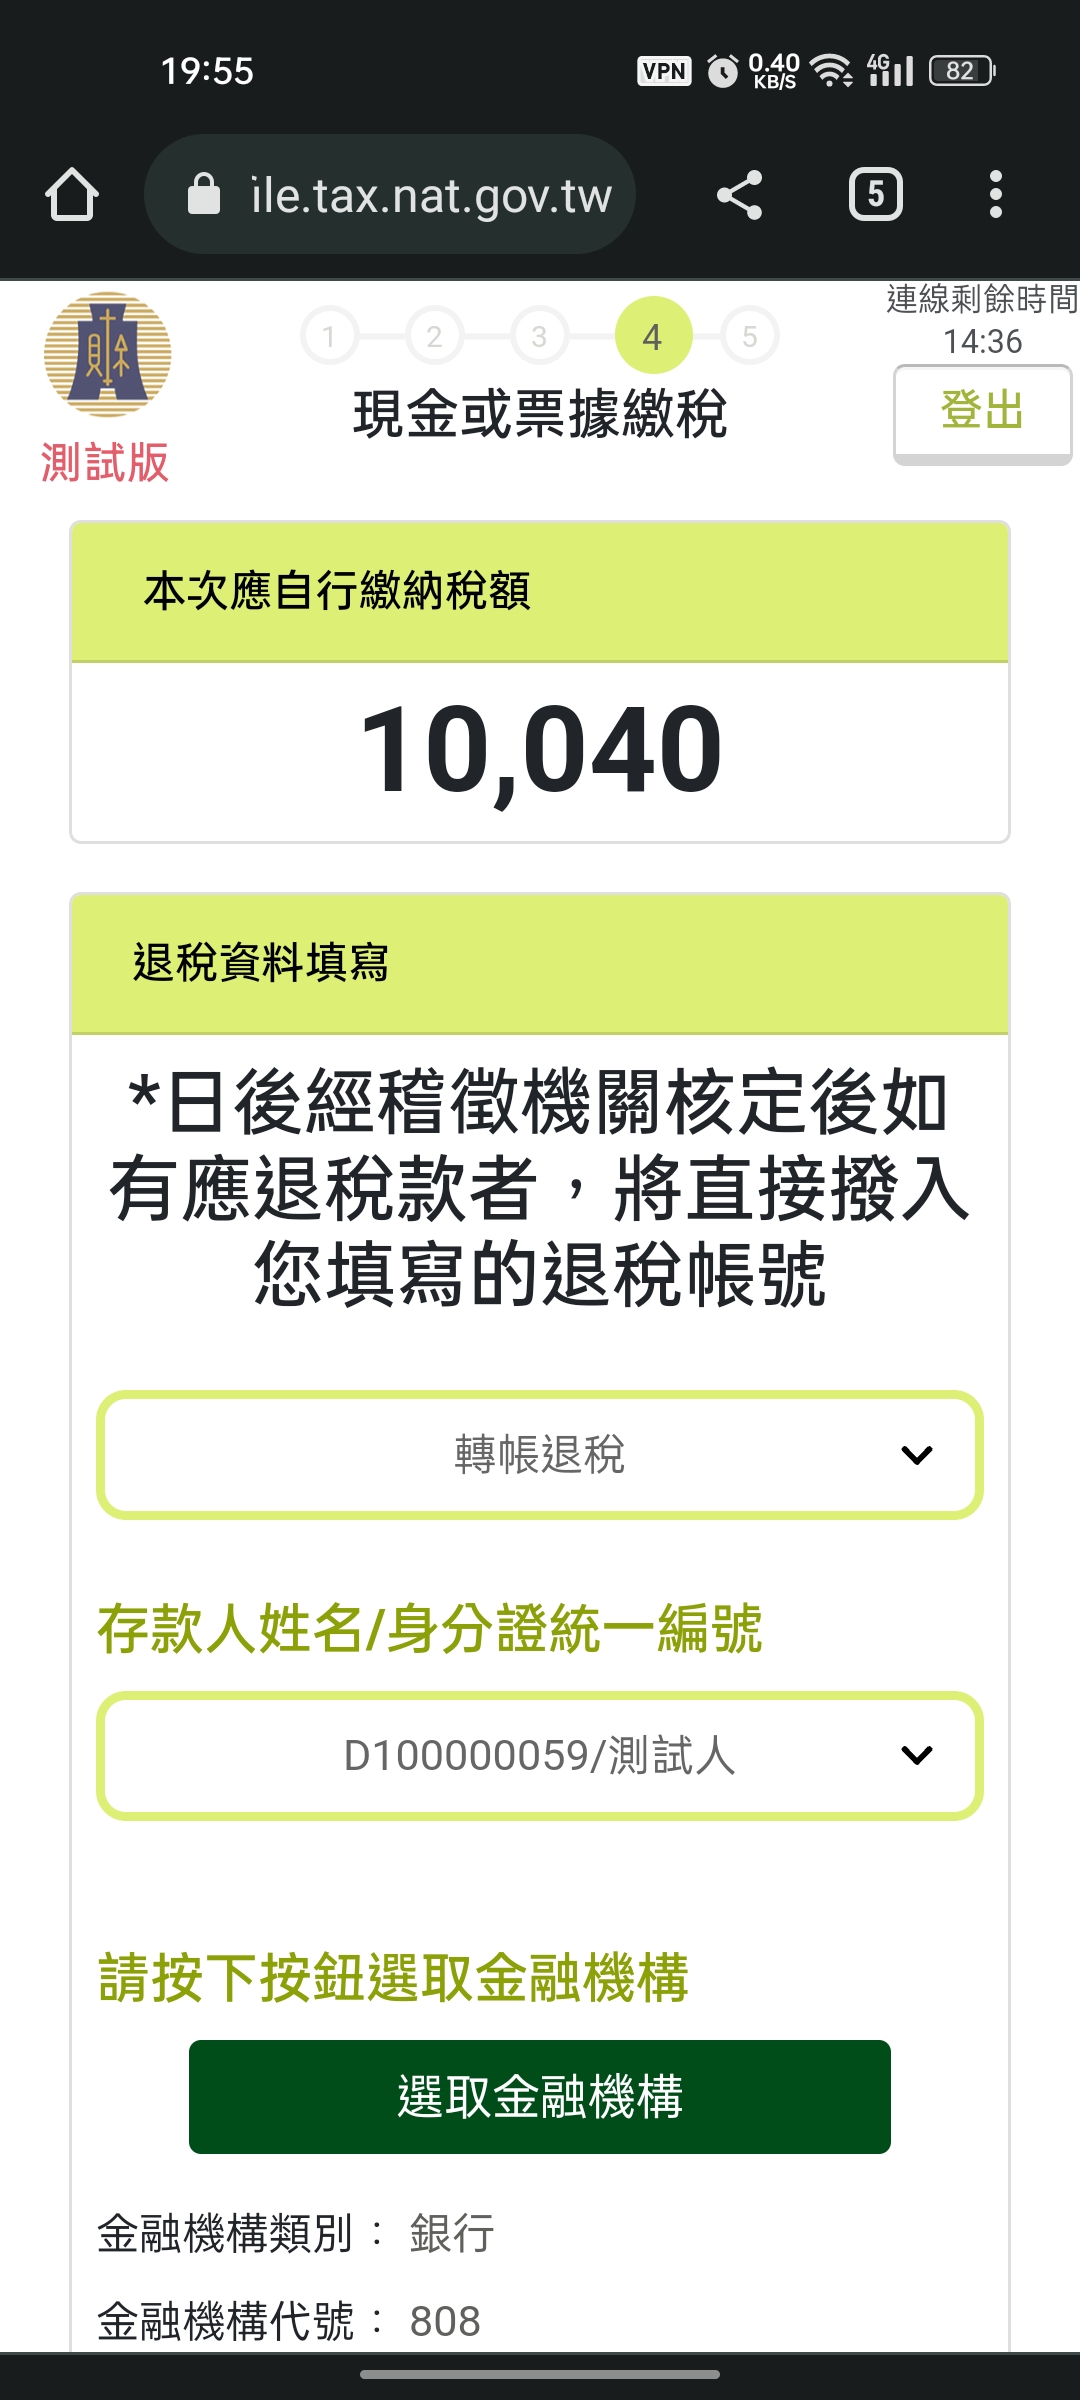 19:55
VPN
0.40
KB/S
4G
82
ile.tax.nat.gov.tw
5
測試版
1
2
3
4
5
現金或票據繳稅
連線剩餘時間
14:36
登出
本次應自行繳納稅額
10,040
退稅資料填寫
*日後經稽徵機關核定後如
有應退稅款者，將直接撥入
您填寫的退稅帳號
轉帳退稅
存款人姓名/身分證統一編號
D100000059/測試人
請按下按鈕選取金融機構
選取金融機構
金融機構類別： 銀行
金融機構代號： 808